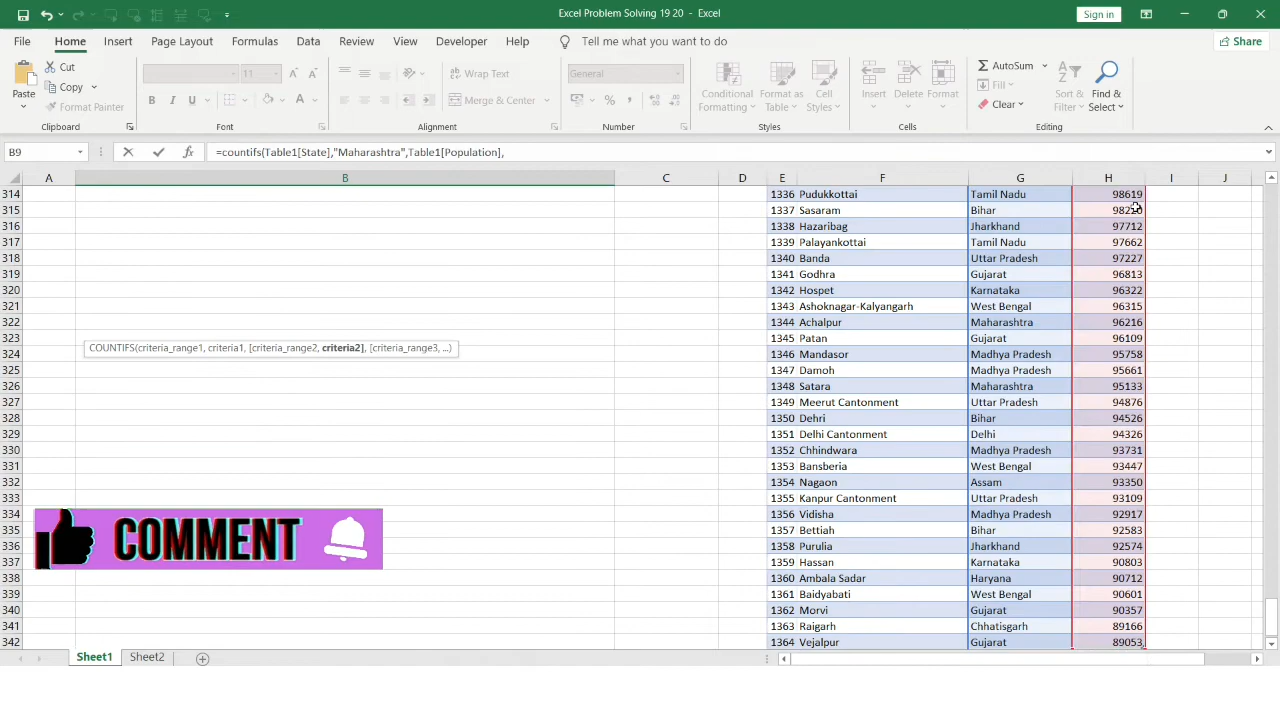 Excel Problem Solving 19 20 - Excel
Sign in
File Home Insert Page Layout Formulas Data Review View Developer Help Tell me what you want to do Share
Paste
Cut
Copy
Format Painter
Clipboard
11
B I U
Font
Wrap Text
Merge & Center
Alignment
General
Number
Conditional Formatting
Format as Table
Cell Styles
Styles
Insert Delete Format
Cells
AutoSum
Fill
Clear
Sort & Filter
Find & Select
Editing
B9 fx =countifs(Table1[State],"Maharashtra",Table1[Population],
A B C D E F G H I J
314 1336 Pudukkottai Tamil Nadu 98619
315 1337 Sasaram Bihar
316 1338 Hazaribag Jharkhand 97712
317 1339 Palayankottai Tamil Nadu 97662
318 1340 Banda Uttar Pradesh 97227
319 1341 Godhra Gujarat 96813
320 1342 Hospet Karnataka 96322
321 1343 Ashoknagar-Kalyangarh West Bengal 96315
322 1344 Achalpur Maharashtra 96216
323 1345 Patan Gujarat 96109
COUNTIFS(criteria_range1, criteria1, [criteria_range2, criteria2], [criteria_range3, ...)
324 1346 Mandasor Madhya Pradesh 95758
325 1347 Damoh Madhya Pradesh 95661
326 1348 Satara Maharashtra 95133
327 1349 Meerut Cantonment Uttar Pradesh 94876
328 1350 Dehri Bihar 94526
329 1351 Delhi Cantonment Delhi 94326
330 1352 Chhindwara Madhya Pradesh 93731
331 1353 Bansberia West Bengal 93447
332 1354 Nagaon Assam 93350
333 1355 Kanpur Cantonment Uttar Pradesh 93109
334 1356 Vidisha Madhya Pradesh 92917
335 1357 Bettiah Bihar 92583
336 1358 Purulia Jharkhand 92574
337 1359 Hassan Karnataka 90803
338 1360 Ambala Sadar Haryana 90712
339 1361 Baidyabati West Bengal 90601
340 1362 Morvi Gujarat 90357
341 1363 Raigarh Chhatisgarh 89166
342 1364 Vejalpur Gujarat 89053
COMMENT
Sheet1 Sheet2